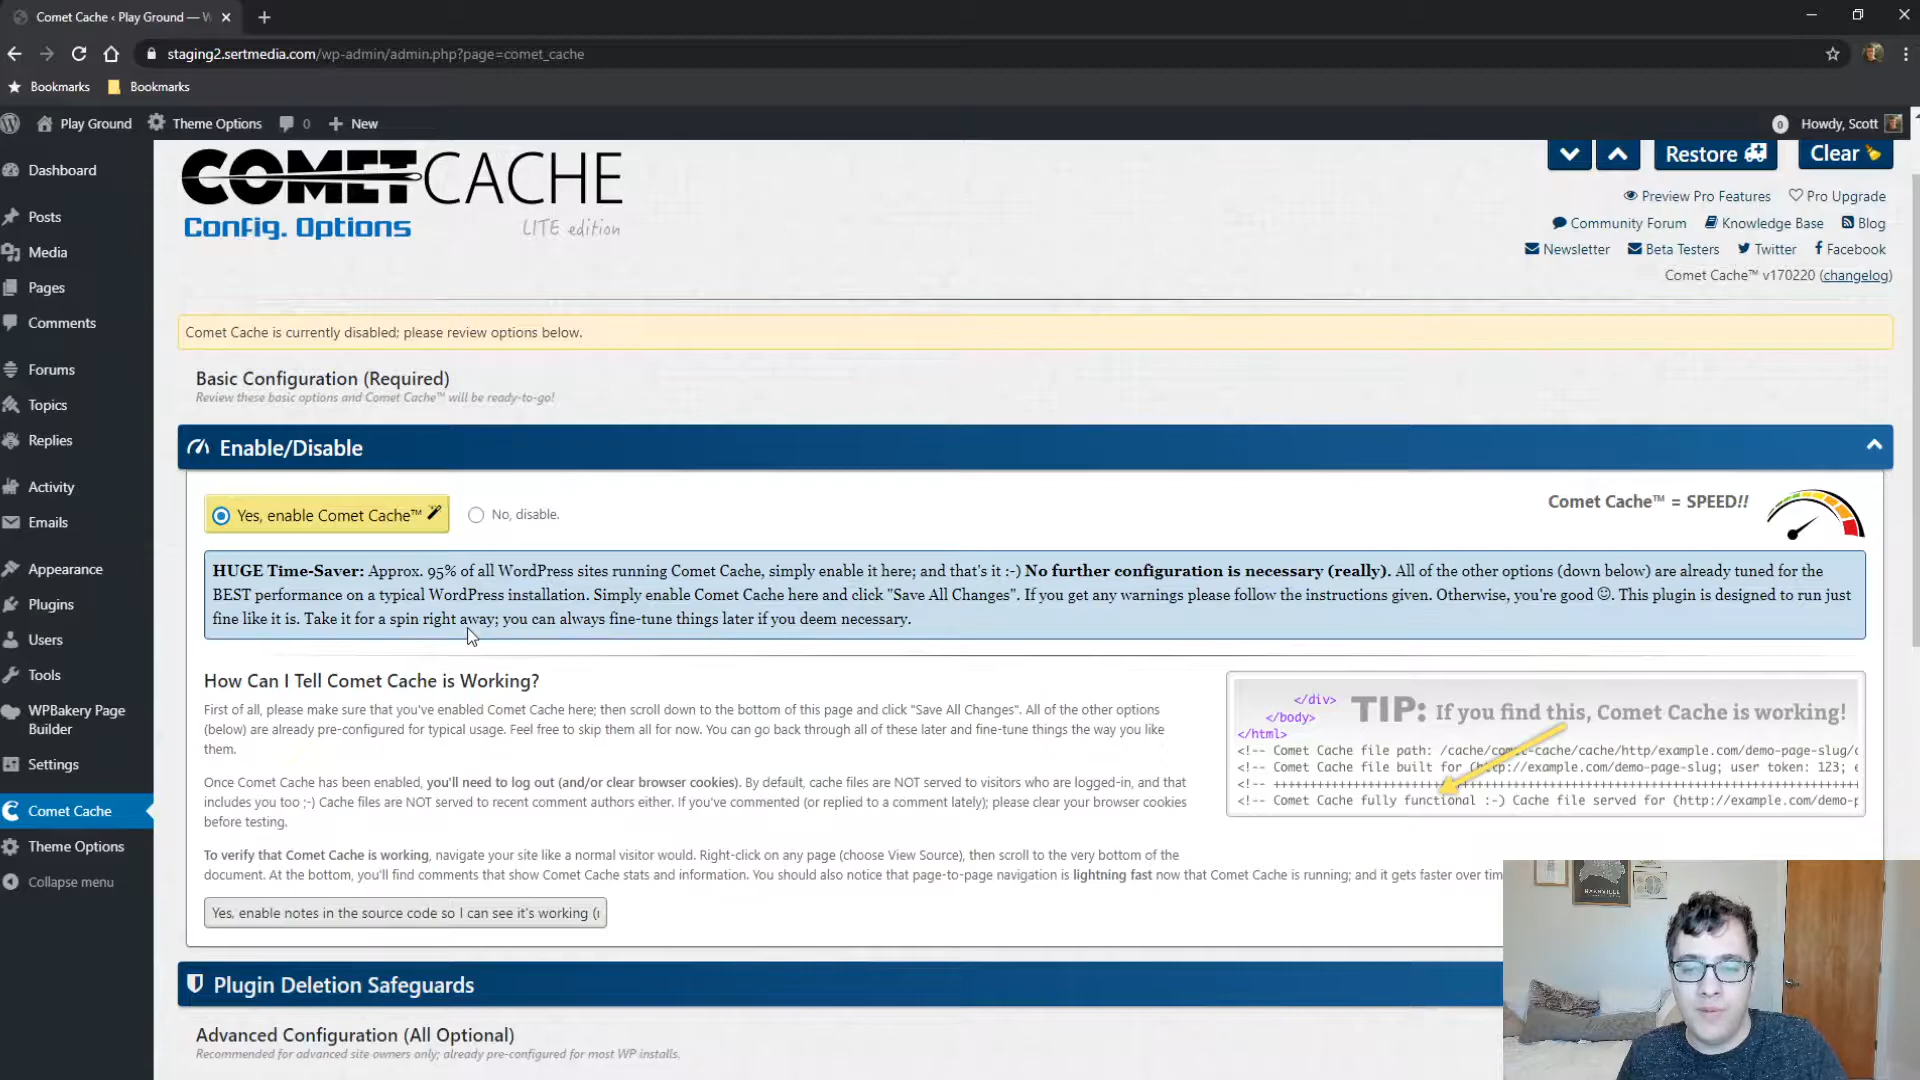 Comet Cache ‹ Play Ground — W
staging2.sertmedia.com/wp-admin/admin.php?page=comet_cache
Bookmarks
Bookmarks
Play Ground
Theme Options
0
New
0
Howdy, Scott
Dashboard
Posts
Media
Pages
Comments
Forums
Topics
Replies
Activity
Emails
Appearance
Plugins
Users
Tools
WPBakery Page
Builder
Settings
Comet Cache
Theme Options
Collapse menu
COMETCACHE
Config. Options
LITE edition
Restore
Clear
Preview Pro Features
Pro Upgrade
Community Forum
Knowledge Base
Blog
Newsletter
Beta Testers
Twitter
Facebook
Comet Cache™ v170220 (changelog)
Comet Cache is currently disabled; please review options below.
Basic Configuration (Required)
Review these basic options and Comet Cache™ will be ready-to-go!
Enable/Disable
Yes, enable Comet Cache™
No, disable.
Comet Cache™ = SPEED!!
HUGE Time-Saver: Approx. 95% of all WordPress sites running Comet Cache, simply enable it here; and that's it :-) No further configuration is necessary (really). All of the other options (down below) are already tuned for the
BEST performance on a typical WordPress installation. Simply enable Comet Cache here and click "Save All Changes". If you get any warnings please follow the instructions given. Otherwise, you're good ☺. This plugin is designed to run just
fine like it is. Take it for a spin right away; you can always fine-tune things later if you deem necessary.
How Can I Tell Comet Cache is Working?
First of all, please make sure that you've enabled Comet Cache here; then scroll down to the bottom of this page and click "Save All Changes". All of the other options
(below) are already pre-configured for typical usage. Feel free to skip them all for now. You can go back through all of these later and fine-tune things the way you like
them.
Once Comet Cache has been enabled, you'll need to log out (and/or clear browser cookies). By default, cache files are NOT served to visitors who are logged-in, and that
includes you too ;-) Cache files are NOT served to recent comment authors either. If you've commented (or replied to a comment lately); please clear your browser cookies
before testing.
To verify that Comet Cache is working, navigate your site like a normal visitor would. Right-click on any page (choose View Source), then scroll to the very bottom of the
document. At the bottom, you'll find comments that show Comet Cache stats and information. You should also notice that page-to-page navigation is lightning fast now that Comet Cache is running; and it gets faster over tim
Yes, enable notes in the source code so I can see it's working (
</div>
</body>
</html>
TIP: If you find this, Comet Cache is working!
<!-- Comet Cache file path: /cache/comet-cache/cache/http/example.com/demo-page-slug/
<!-- Comet Cache file built for (http://example.com/demo-page-slug; user token: 123;
<!-- ++++++++++++++++++++++++++++++++++++++++++++++++++++++++++++++++++++++++++
<!-- Comet Cache fully functional :-) Cache file served for (http://example.com/demo-p
Plugin Deletion Safeguards
Advanced Configuration (All Optional)
Recommended for advanced site owners only; already pre-configured for most WP installs.
NASHVILLE